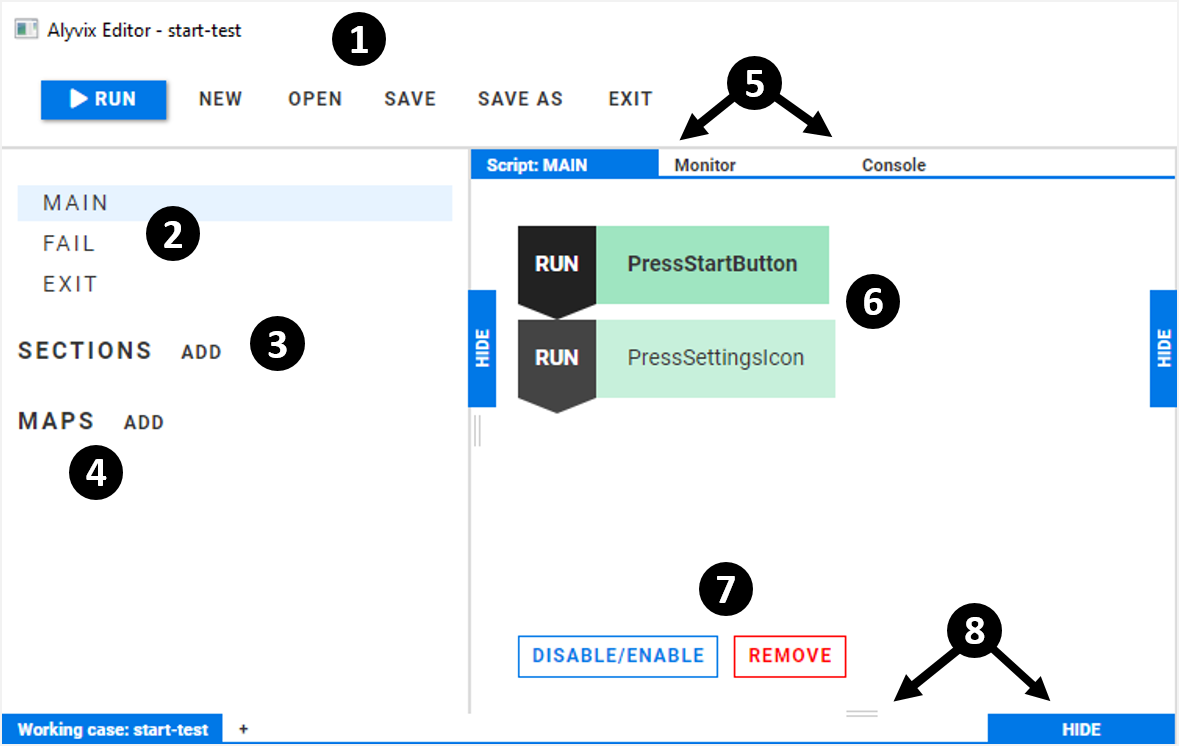 Alyvix Editor - start-test
1
RUN NEW OPEN SAVE SAVE AS EXIT
5
Script: MAIN Monitor Console
MAIN
2
FAIL
EXIT
SECTIONS ADD
3
MAPS ADD
4
RUN PressStartButton
6
RUN PressSettingsIcon
HIDE
HIDE
7
DISABLE/ENABLE REMOVE
8
Working case: start-test + HIDE